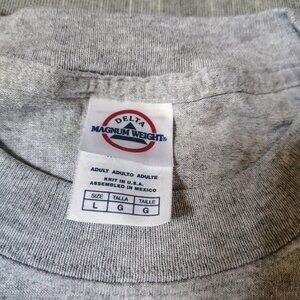 DELTA
MAGNUM WEIGHT®
ADULT ADULTO ADULTE
KNIT IN U.S.A.
ASSEMBLED IN MEXICO
SIZE TALLA TAILLE
L G G